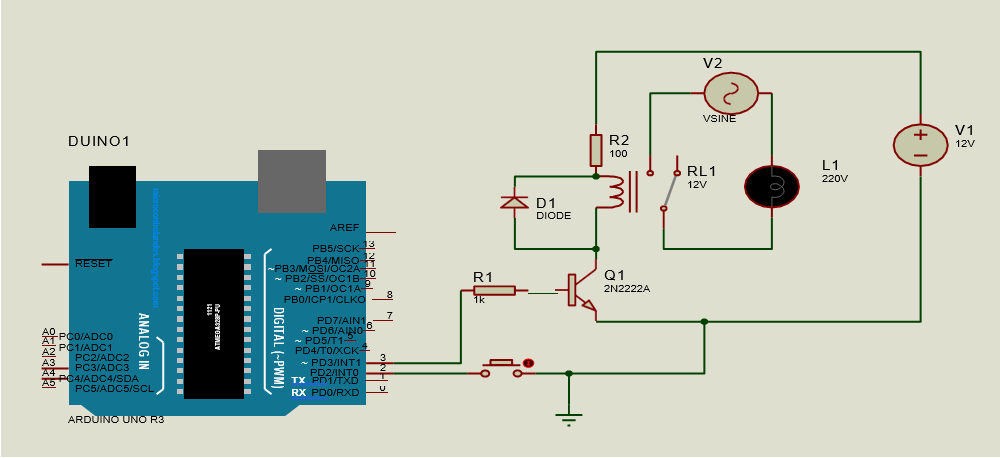 DUINO1
V2
VSINE
R2
100
V1
12V
RL1
12V
L1
220V
D1
DIODE
AREF
RESET
PB5/SCK 13
PB4/MISO 12
~PB3/MOSI/OC2A 11
~PB2/SS/OC1B 10
~PB1/OC1A 9
PB0/ICP1/CLKO 8
Q1
2N2222A
R1
1k
1121
ATMEGA328P-PU
ANALOG IN
DIGITAL (~PWM)
PD7/AIN1 7
~PD6/AIN0 6
~PD5/T1 5
PD4/T0/XCK 4
~PD3/INT1 3
PD2/INT0 2
TX PD1/TXD 1
RX PD0/RXD 0
A0 PC0/ADC0
A1 PC1/ADC1
A2 PC2/ADC2
A3 PC3/ADC3
A4 PC4/ADC4/SDA
A5 PC5/ADC5/SCL
ARDUINO UNO R3